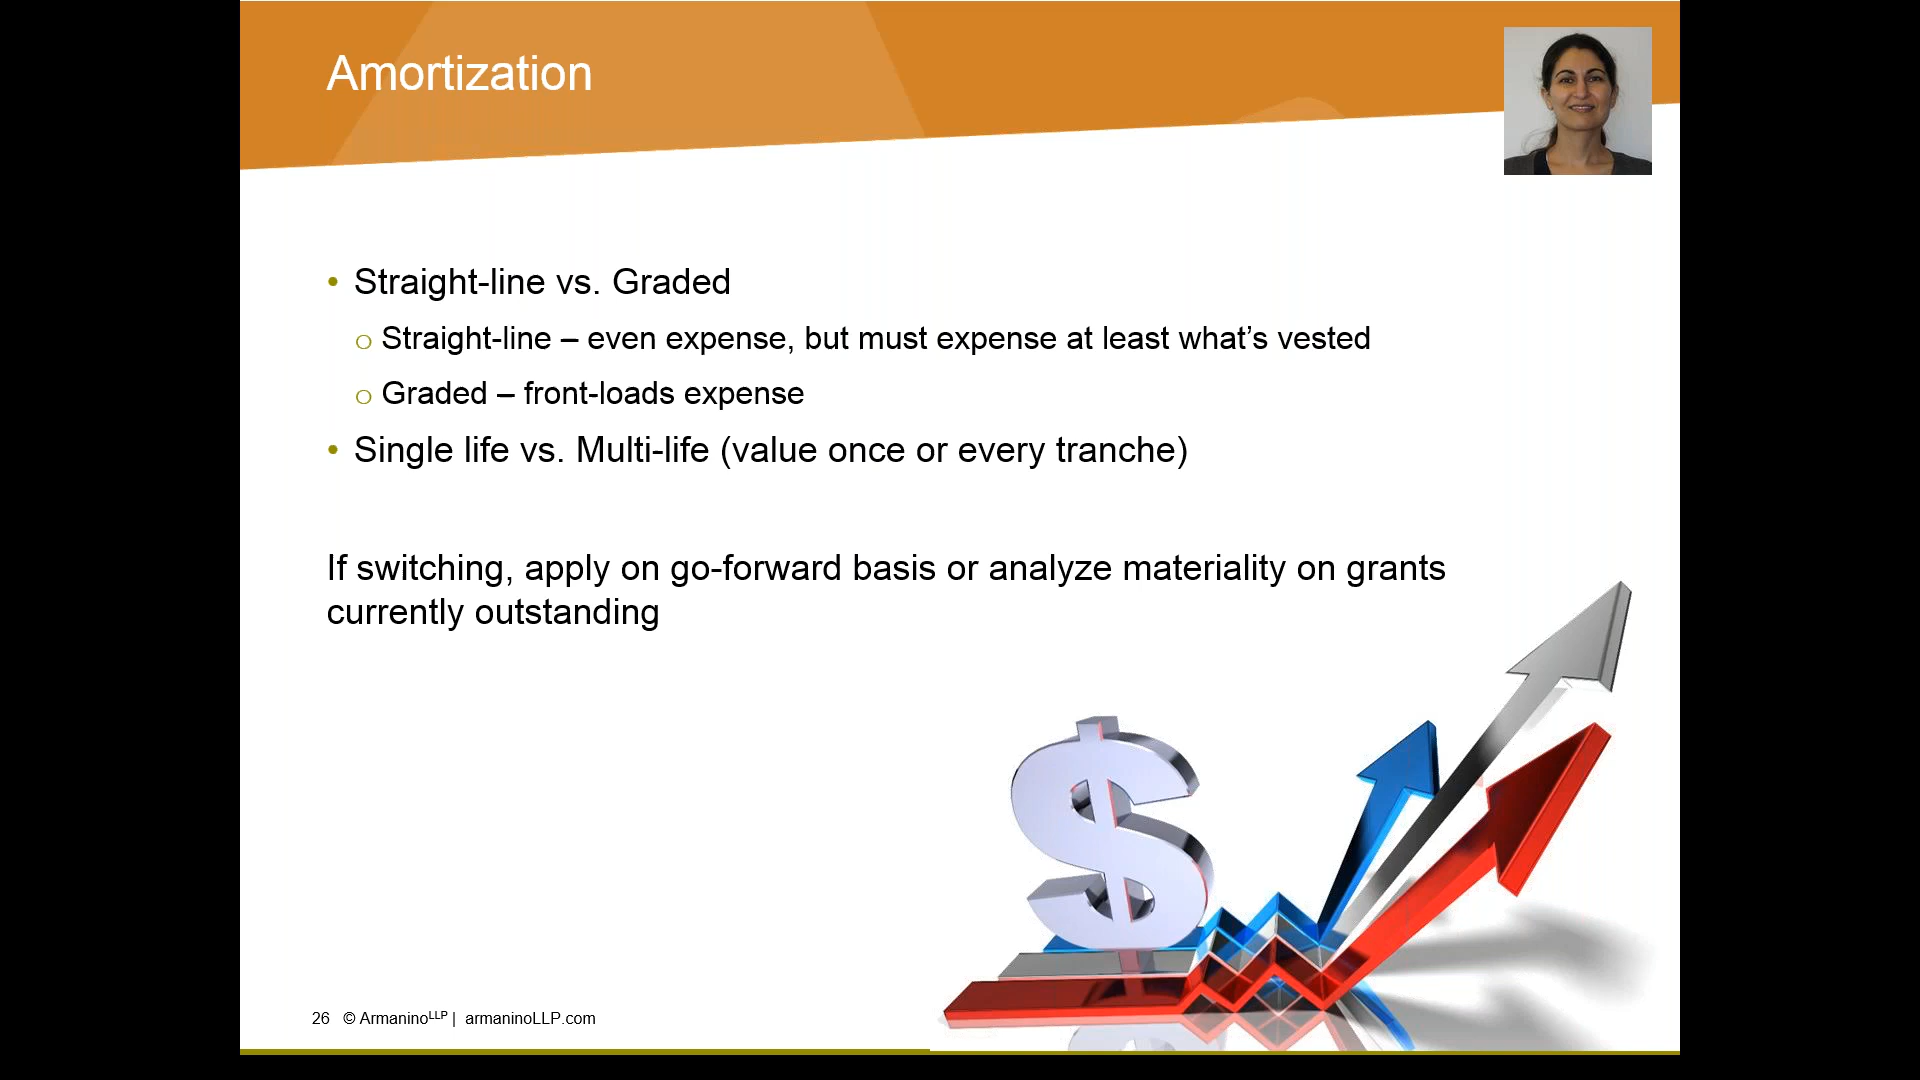 Amortization
• Straight-line vs. Graded
o Straight-line – even expense, but must expense at least what’s vested
o Graded – front-loads expense
• Single life vs. Multi-life (value once or every tranche)
If switching, apply on go-forward basis or analyze materiality on grants
currently outstanding
$
26 © ArmaninoLLP | armaninoLLP.com